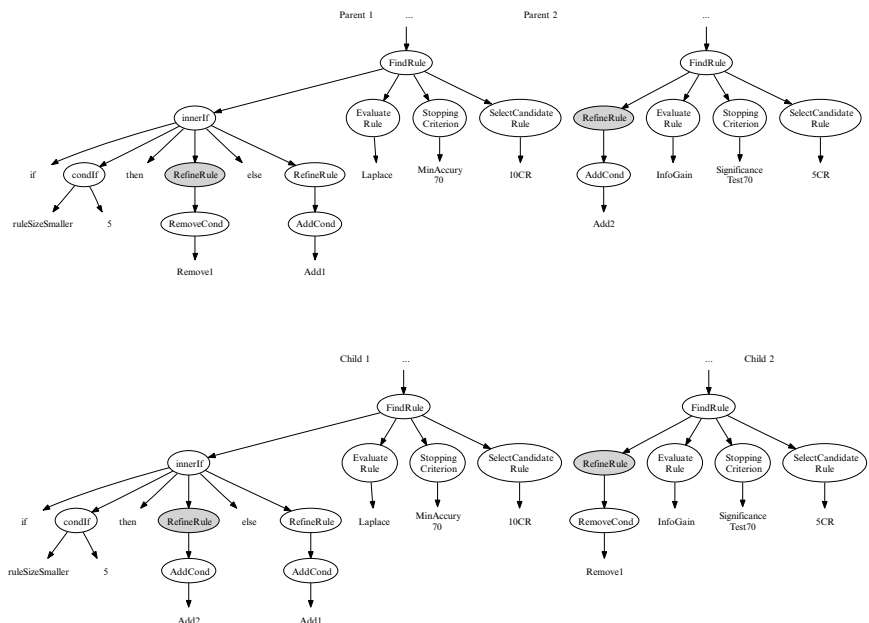 Parent 1 ... Parent 2 ...
FindRule FindRule
innerIf Evaluate Rule Stopping Criterion SelectCandidate Rule RefineRule Evaluate Rule Stopping Criterion SelectCandidate Rule
if condIf then RefineRule else RefineRule Laplace MinAccury 70 10CR AddCond InfoGain Significance Test70 5CR
ruleSizeSmaller 5 RemoveCond AddCond Add2
Remove1 Add1
Child 1 ... ... Child 2
FindRule FindRule
innerIf Evaluate Rule Stopping Criterion SelectCandidate Rule RefineRule Evaluate Rule Stopping Criterion SelectCandidate Rule
if condIf then RefineRule else RefineRule Laplace MinAccury 70 10CR RemoveCond InfoGain Significance Test70 5CR
ruleSizeSmaller 5 AddCond AddCond Remove1
Add2 Add1